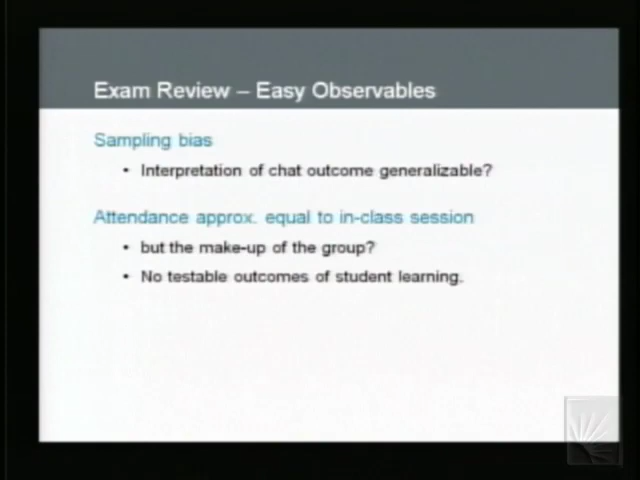 Exam Review – Easy Observables
Sampling bias
• Interpretation of chat outcome generalizable?
Attendance approx. equal to in-class session
• but the make-up of the group?
• No testable outcomes of student learning.